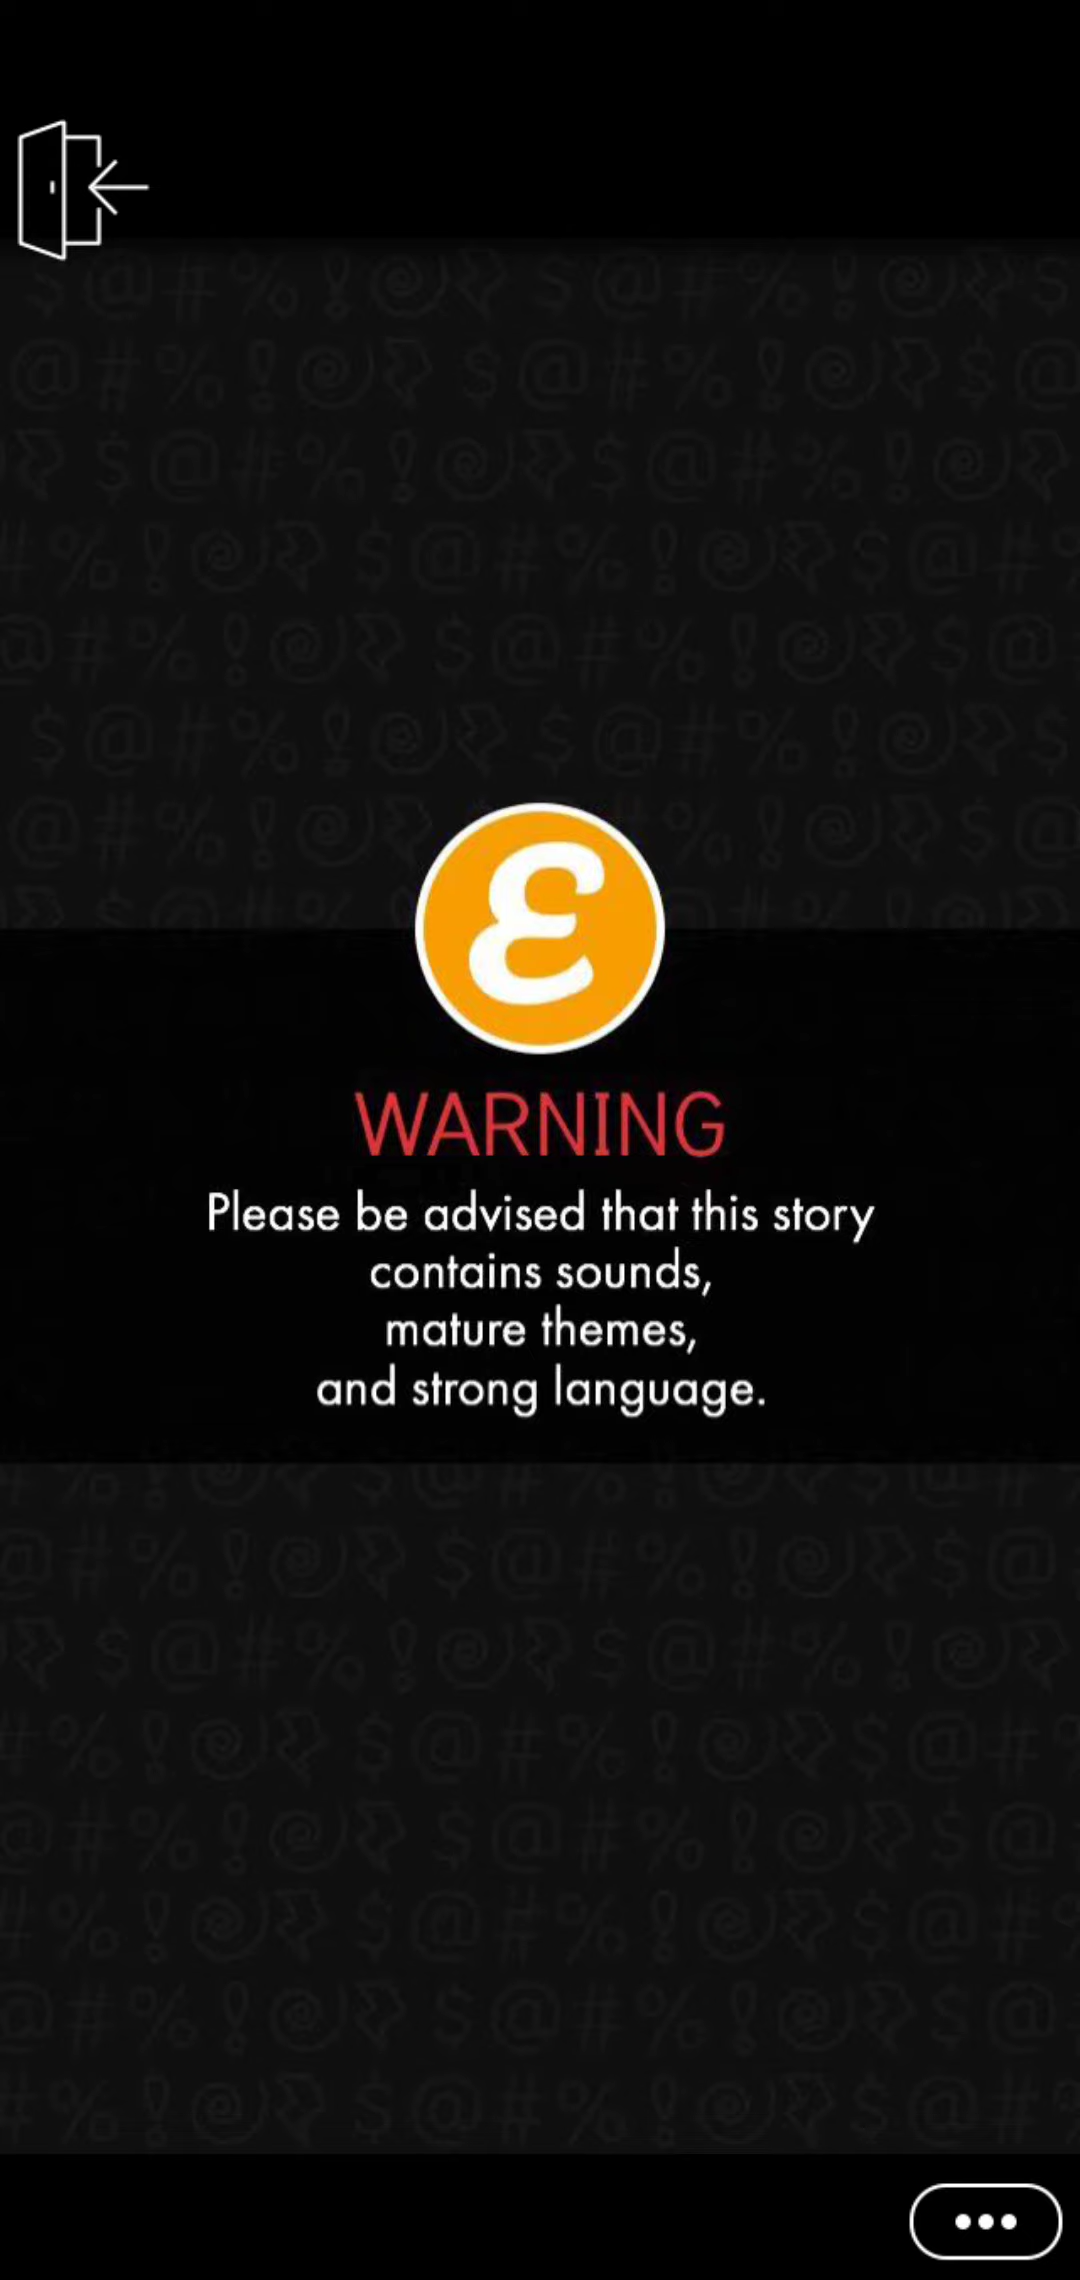 ε
WARNING
Please be advised that this story
contains sounds,
mature themes,
and strong language.